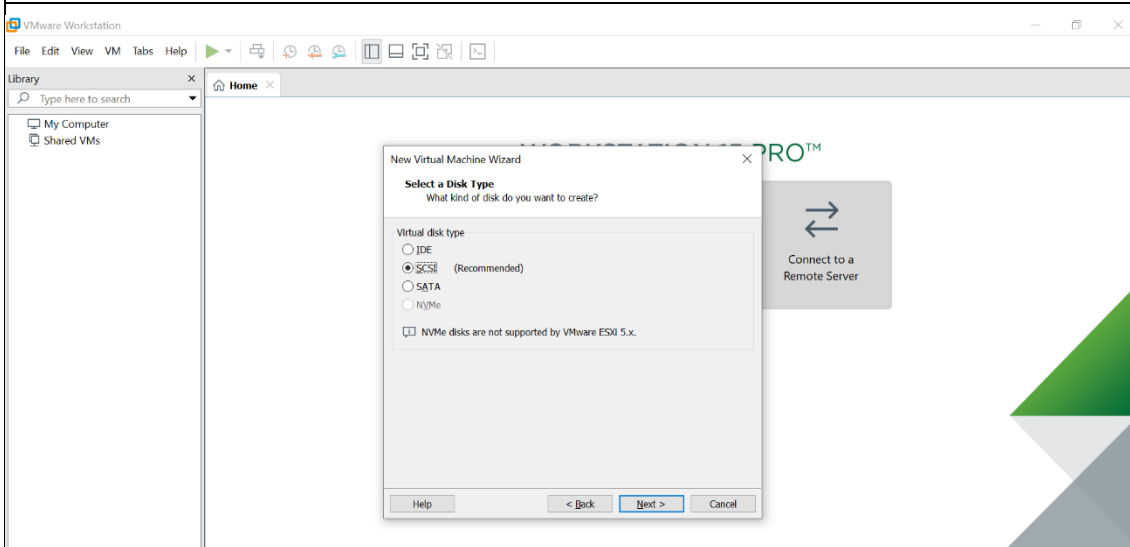 VMware Workstation
File Edit View VM Tabs Help
Library
Type here to search
My Computer
Shared VMs
Home
PRO™
New Virtual Machine Wizard
Select a Disk Type
What kind of disk do you want to create?
Virtual disk type
IDE
SCSI (Recommended)
SATA
NVMe
NVMe disks are not supported by VMware ESXi 5.x.
Help < Back Next > Cancel
Connect to a
Remote Server